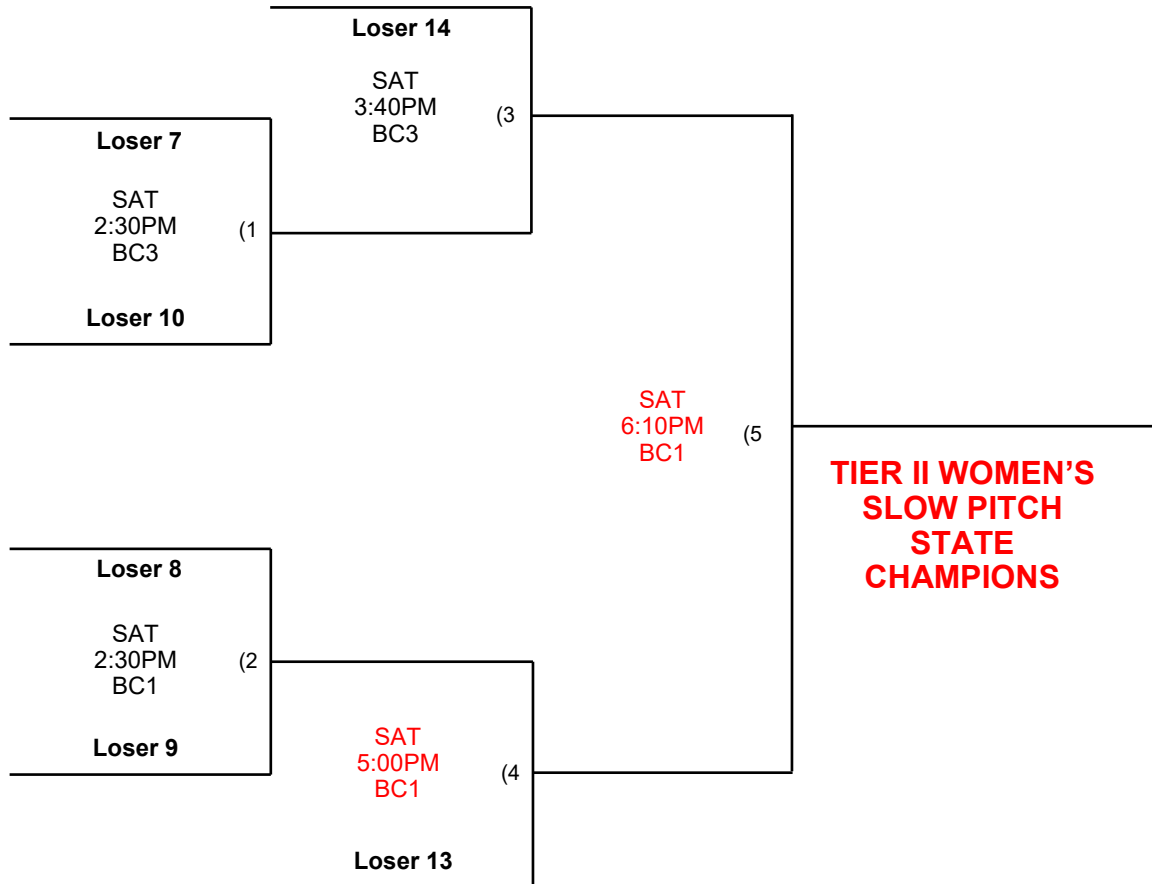 Loser 14
SAT
3:40PM
BC3
(3
Loser 7
SAT
2:30PM
BC3
(1
Loser 10
SAT
6:10PM
BC1
(5
TIER II WOMEN’S
SLOW PITCH
STATE
CHAMPIONS
Loser 8
SAT
2:30PM
BC1
(2
Loser 9
SAT
5:00PM
BC1
(4
Loser 13